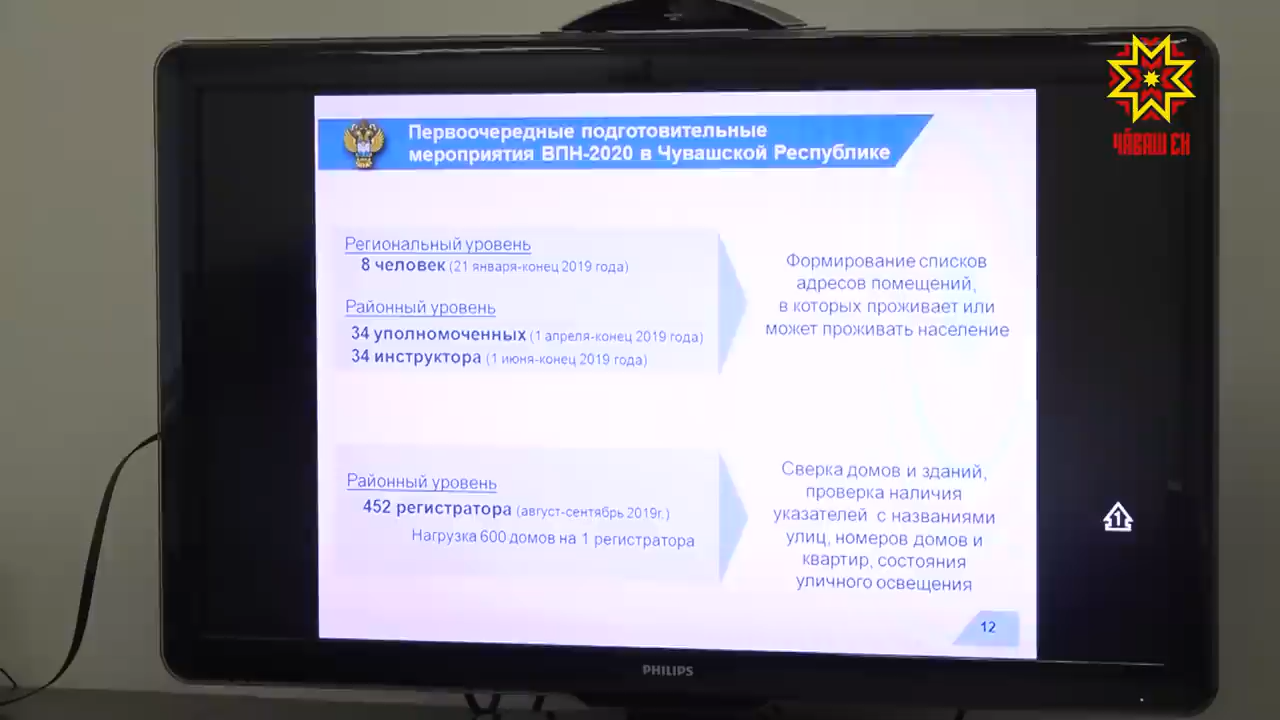 ЧĂВАШ ЕН
Первоочередные подготовительные
мероприятия ВПН-2020 в Чувашской Республике
Региональный уровень
8 человек (21 января-конец 2019 года)
Районный уровень
34 уполномоченных (1 апреля-конец 2019 года)
34 инструктора (1 июня-конец 2019 года)
Формирование списков
адресов помещений,
в которых проживает или
может проживать население
Районный уровень
452 регистратора (август-сентябрь 2019г.)
Нагрузка 600 домов на 1 регистратора
Сверка домов и зданий,
проверка наличия
указателей с названиями
улиц, номеров домов и
квартир, состояния
уличного освещения
1
12
PHILIPS